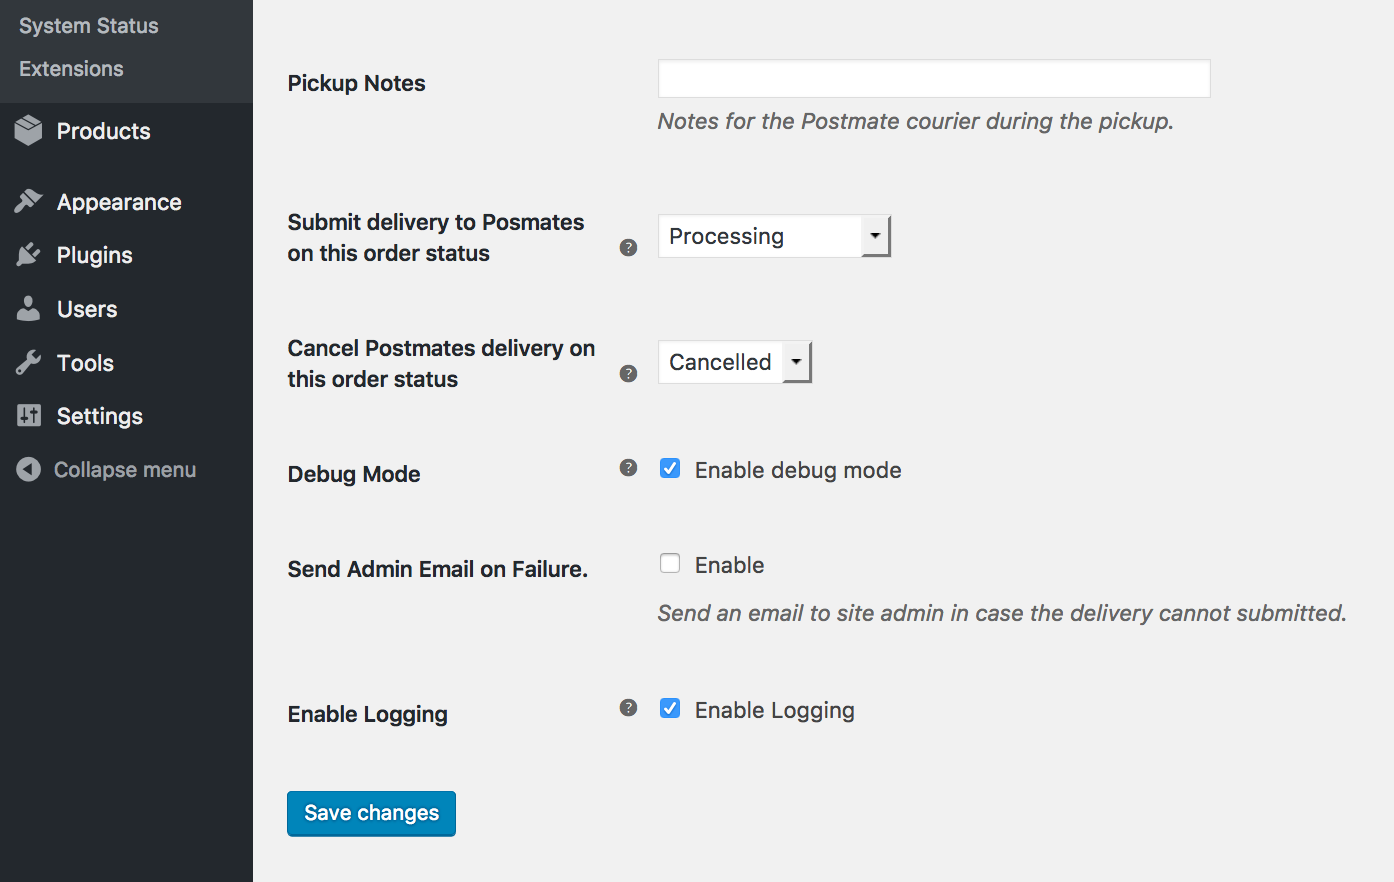 System Status
Extensions
Products
Appearance
Plugins
Users
Tools
Settings
Collapse menu
Pickup Notes
Notes for the Postmate courier during the pickup.
Submit delivery to Posmates
on this order status
?
Processing
Cancel Postmates delivery on
this order status
?
Cancelled
Debug Mode
?
Enable debug mode
Send Admin Email on Failure.
Enable
Send an email to site admin in case the delivery cannot submitted.
Enable Logging
?
Enable Logging
Save changes